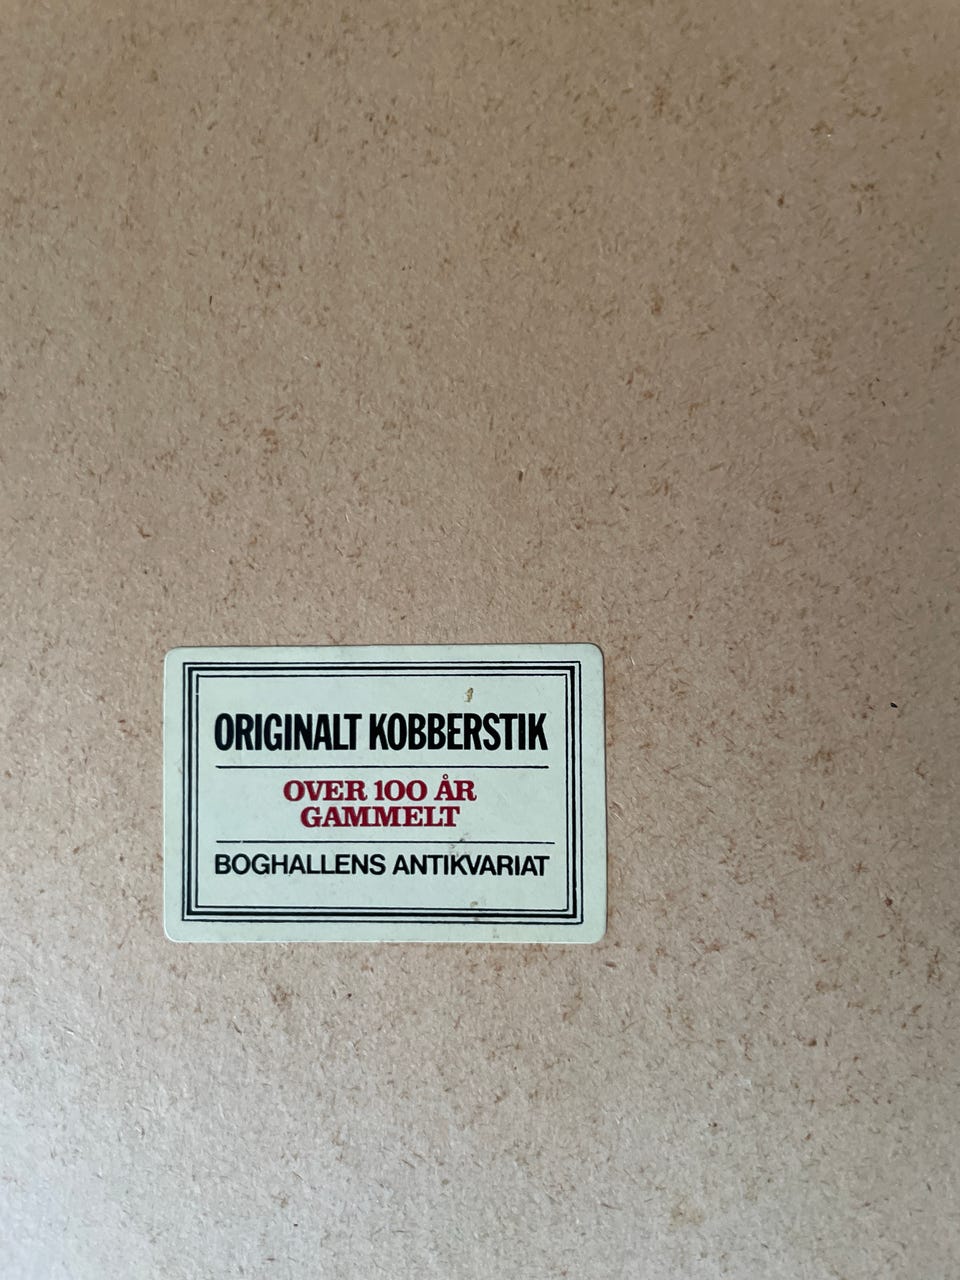 ORIGINALT KOBBERSTIK
OVER 100 ÅR
GAMMELT
BOGHALLENS ANTIKVARIAT